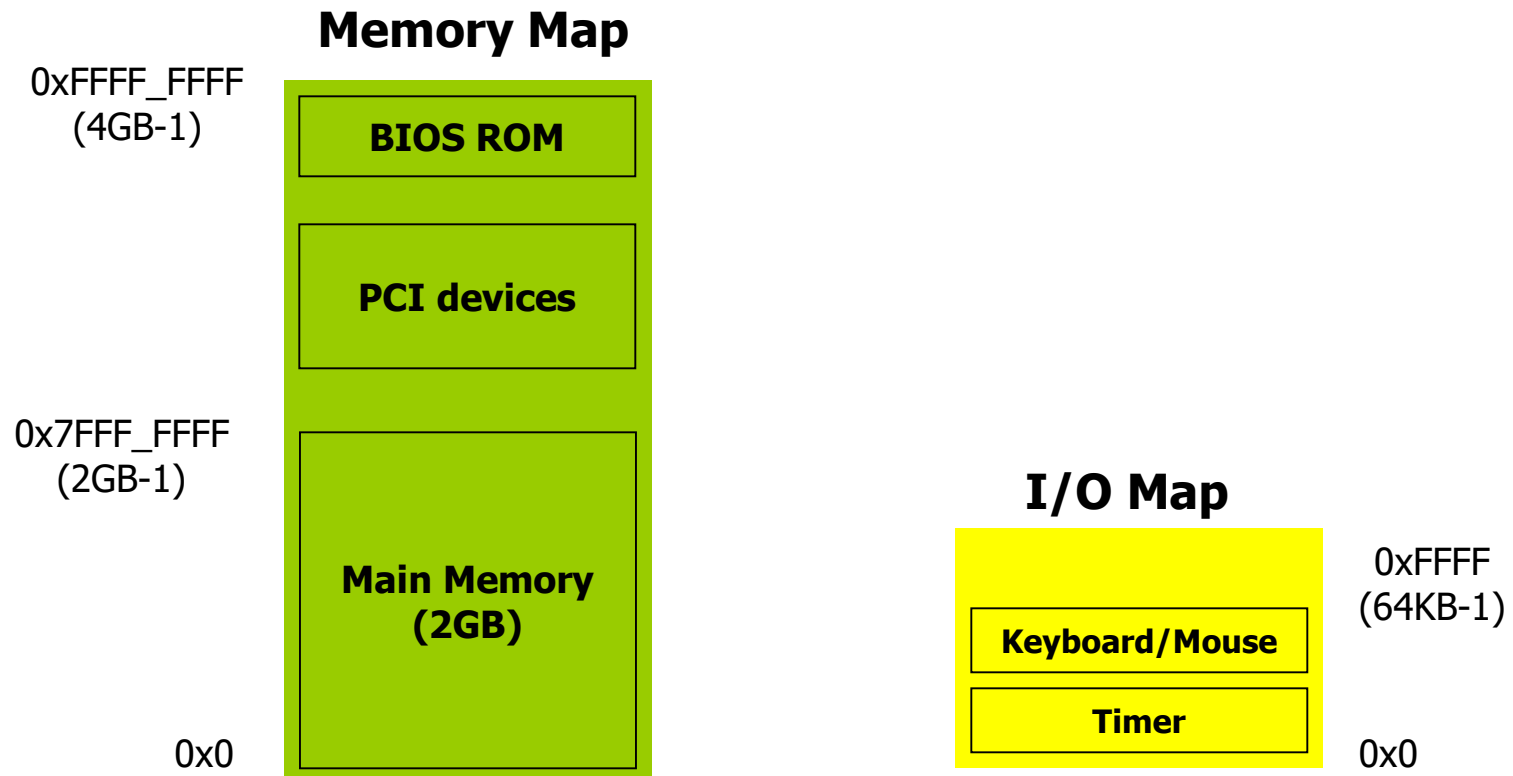 Memory Map
0xFFFF_FFFF
(4GB-1)
BIOS ROM
PCI devices
0x7FFF_FFFF
(2GB-1)
Main Memory
(2GB)
0x0
I/O Map
0xFFFF
(64KB-1)
Keyboard/Mouse
Timer
0x0